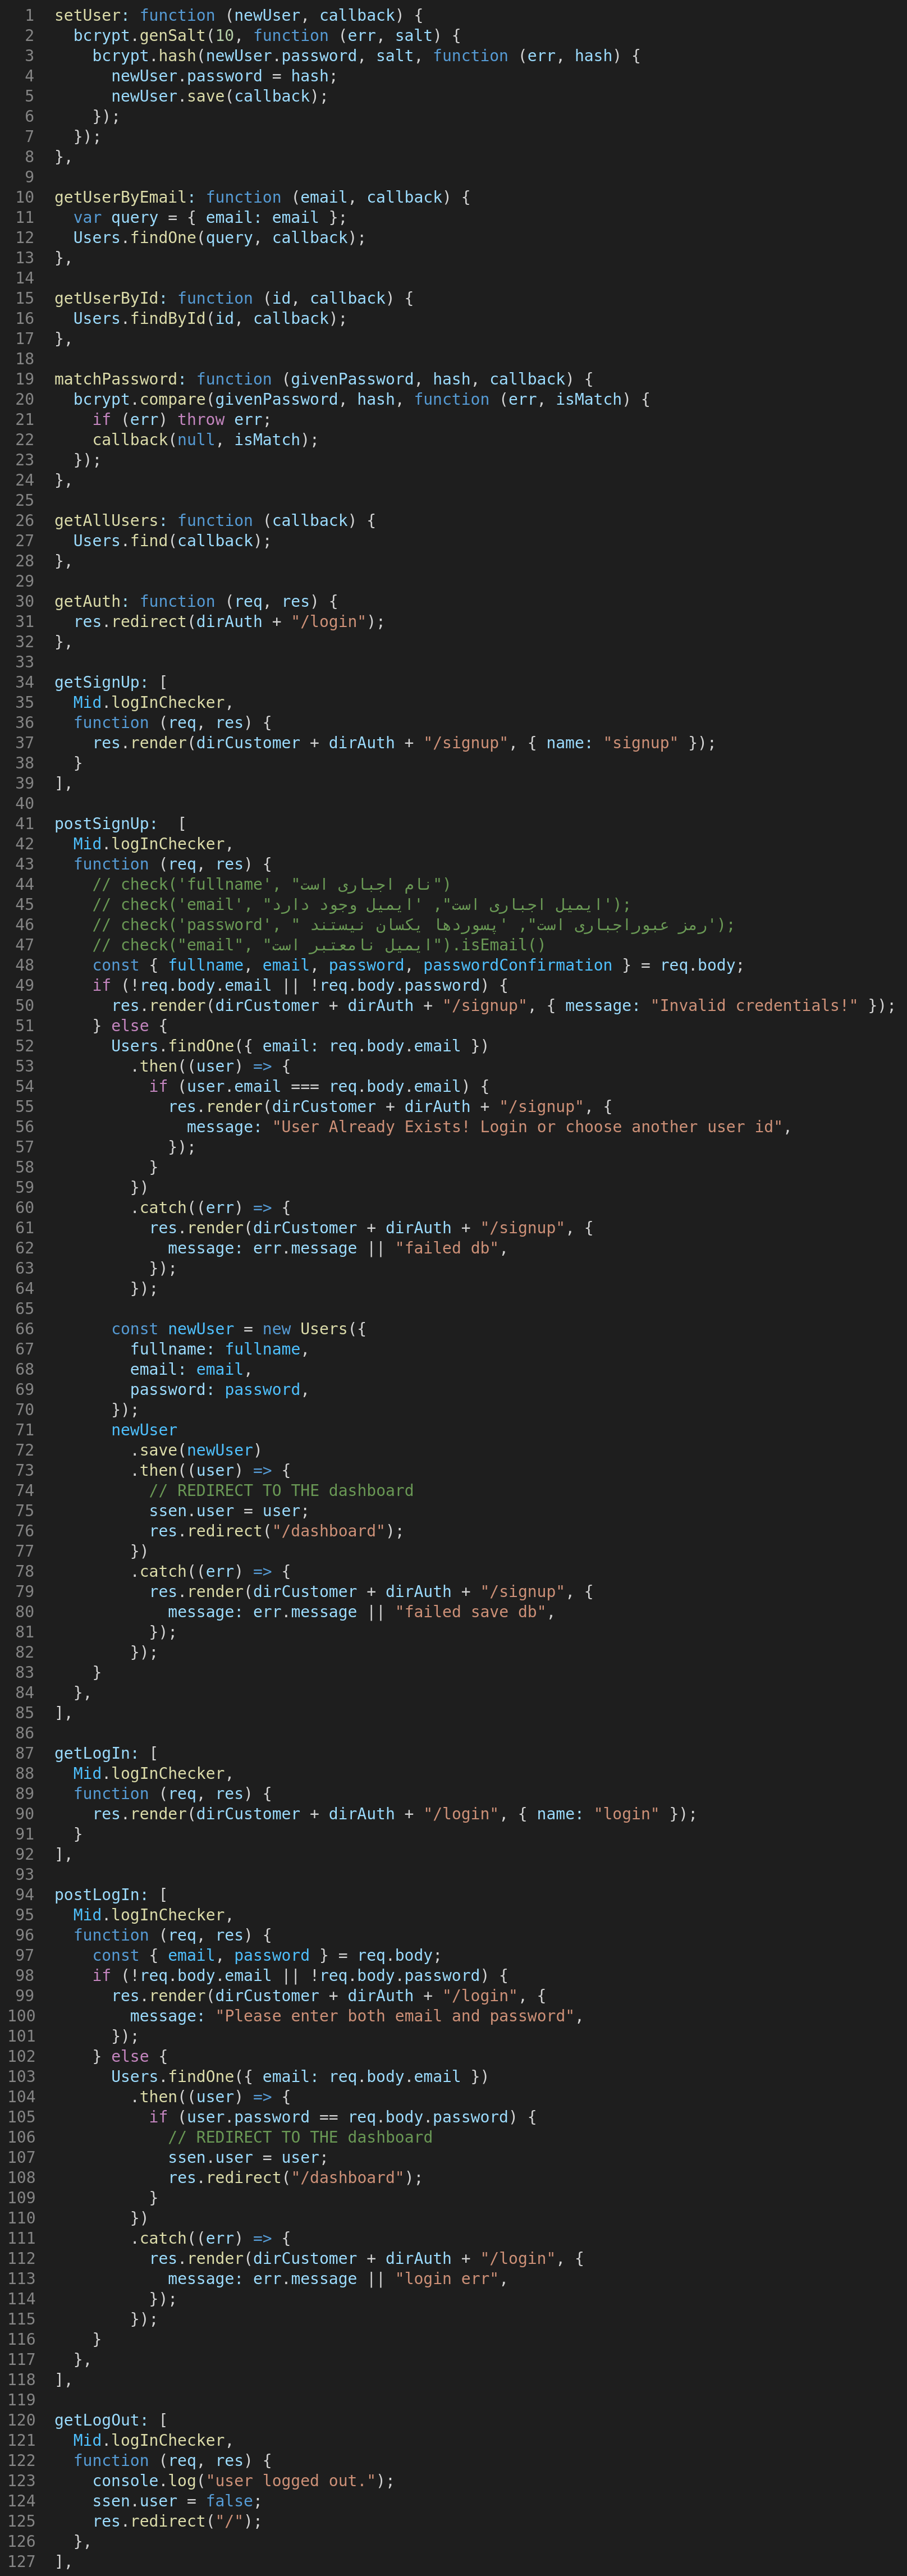 1 setUser: function (newUser, callback) {
2   bcrypt.genSalt(10, function (err, salt) {
3     bcrypt.hash(newUser.password, salt, function (err, hash) {
4       newUser.password = hash;
5       newUser.save(callback);
6     });
7   });
8 },
9
10 getUserByEmail: function (email, callback) {
11   var query = { email: email };
12   Users.findOne(query, callback);
13 },
14
15 getUserById: function (id, callback) {
16   Users.findById(id, callback);
17 },
18
19 matchPassword: function (givenPassword, hash, callback) {
20   bcrypt.compare(givenPassword, hash, function (err, isMatch) {
21     if (err) throw err;
22     callback(null, isMatch);
23   });
24 },
25
26 getAllUsers: function (callback) {
27   Users.find(callback);
28 },
29
30 getAuth: function (req, res) {
31   res.redirect(dirAuth + "/login");
32 },
33
34 getSignUp: [
35   Mid.logInChecker,
36   function (req, res) {
37     res.render(dirCustomer + dirAuth + "/signup", { name: "signup" });
38   }
39 ],
40
41 postSignUp:  [
42   Mid.logInChecker,
43   function (req, res) {
44     // check('fullname', "نام اجباری است")
45     // check('email', "ایمیل اجباری است", 'ایمیل وجود دارد');
46     // check('password', "رمز عبوراجباری است", 'پسوردها یکسان نیستند ');
47     // check("email", "ایمیل نامعتبر است").isEmail()
48     const { fullname, email, password, passwordConfirmation } = req.body;
49     if (!req.body.email || !req.body.password) {
50       res.render(dirCustomer + dirAuth + "/signup", { message: "Invalid credentials!" });
51     } else {
52       Users.findOne({ email: req.body.email })
53         .then((user) => {
54           if (user.email === req.body.email) {
55             res.render(dirCustomer + dirAuth + "/signup", {
56               message: "User Already Exists! Login or choose another user id",
57             });
58           }
59         })
60         .catch((err) => {
61           res.render(dirCustomer + dirAuth + "/signup", {
62             message: err.message || "failed db",
63           });
64         });
65
66       const newUser = new Users({
67         fullname: fullname,
68         email: email,
69         password: password,
70       });
71       newUser
72         .save(newUser)
73         .then((user) => {
74           // REDIRECT TO THE dashboard
75           ssen.user = user;
76           res.redirect("/dashboard");
77         })
78         .catch((err) => {
79           res.render(dirCustomer + dirAuth + "/signup", {
80             message: err.message || "failed save db",
81           });
82         });
83     }
84   },
85 ],
86
87 getLogIn: [
88   Mid.logInChecker,
89   function (req, res) {
90     res.render(dirCustomer + dirAuth + "/login", { name: "login" });
91   }
92 ],
93
94 postLogIn: [
95   Mid.logInChecker,
96   function (req, res) {
97     const { email, password } = req.body;
98     if (!req.body.email || !req.body.password) {
99       res.render(dirCustomer + dirAuth + "/login", {
100         message: "Please enter both email and password",
101       });
102     } else {
103       Users.findOne({ email: req.body.email })
104         .then((user) => {
105           if (user.password == req.body.password) {
106             // REDIRECT TO THE dashboard
107             ssen.user = user;
108             res.redirect("/dashboard");
109           }
110         })
111         .catch((err) => {
112           res.render(dirCustomer + dirAuth + "/login", {
113             message: err.message || "login err",
114           });
115         });
116     }
117   },
118 ],
119
120 getLogOut: [
121   Mid.logInChecker,
122   function (req, res) {
123     console.log("user logged out.");
124     ssen.user = false;
125     res.redirect("/");
126   },
127 ],